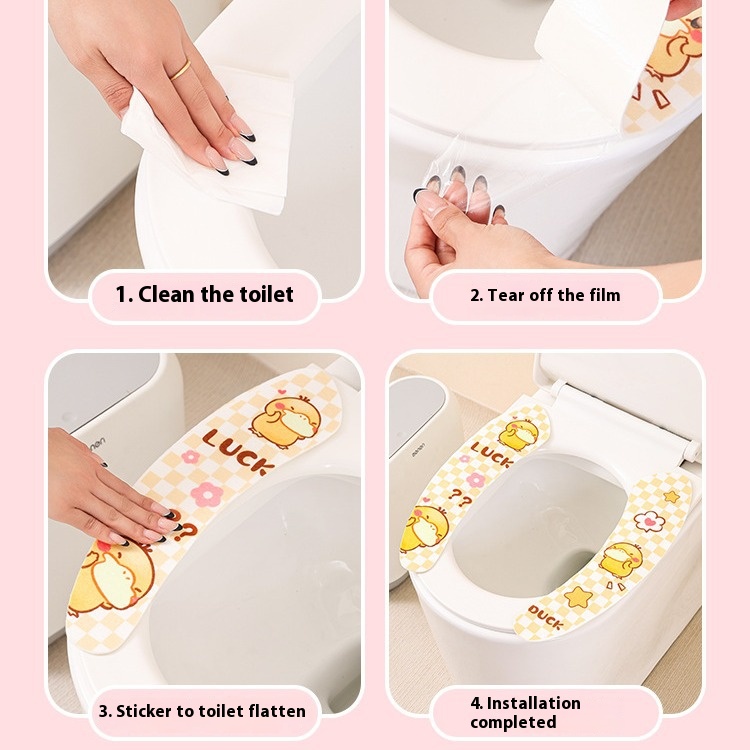 1. Clean the toilet
2. Tear off the film
LUCK
??
3. Sticker to toilet flatten
LUCK
??
DUCK
4. Installation
completed